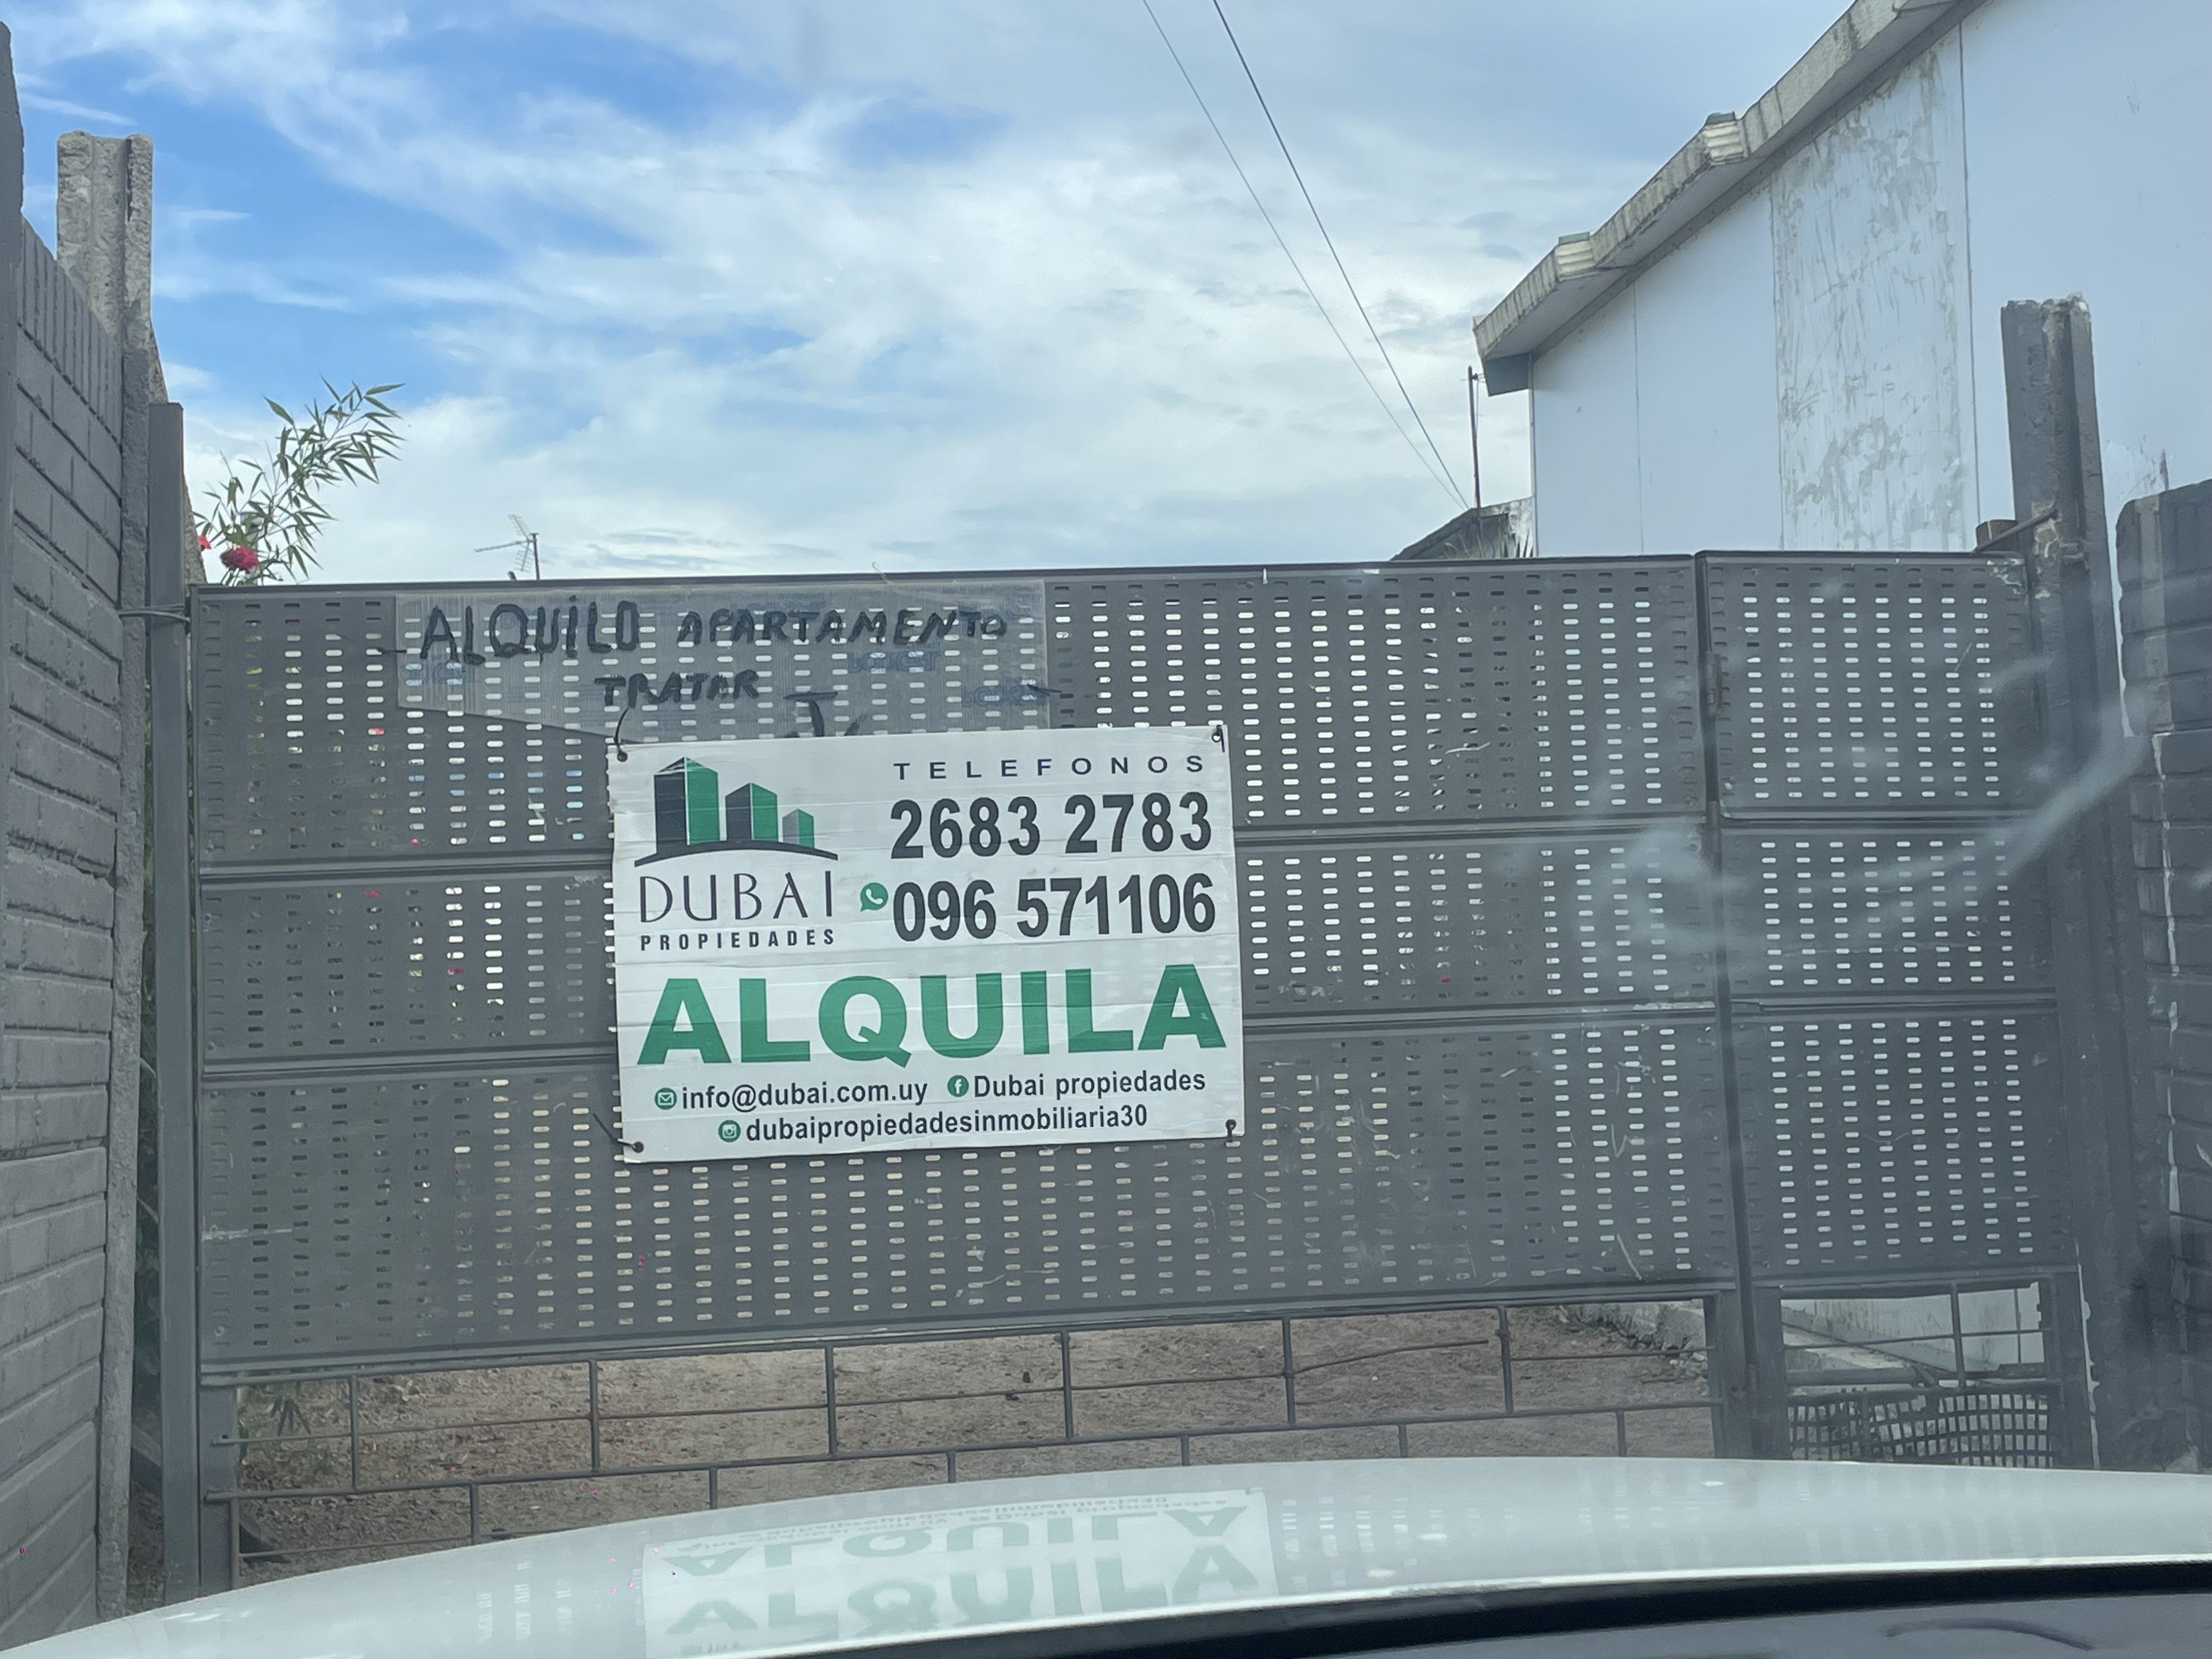 ALQUILO APARTAMENTO
TRATAR
DUBAI
PROPIEDADES
TELEFONOS
2683 2783
096 571106
ALQUILA
info@dubai.com.uy Dubai propiedades
dubaipropiedadesinmobiliaria30